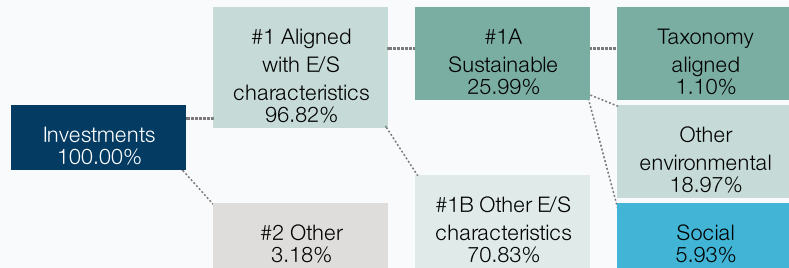 Investments
100.00%
#1 Aligned
with E/S
characteristics
96.82%
#2 Other
3.18%
#1A
Sustainable
25.99%
#1B Other E/S
characteristics
70.83%
Taxonomy
aligned
1.10%
Other
environmental
18.97%
Social
5.93%